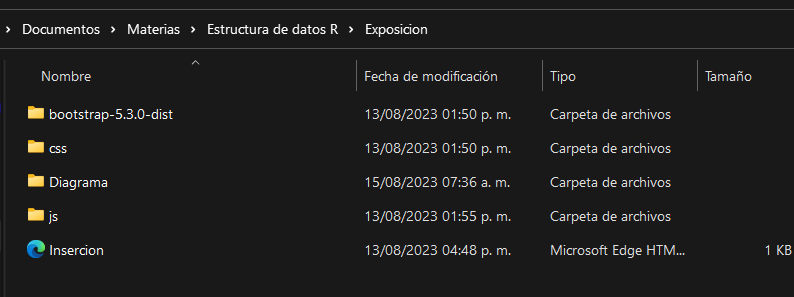 Documentos > Materias > Estructura de datos R > Exposicion
Nombre Fecha de modificación Tipo Tamaño
bootstrap-5.3.0-dist 13/08/2023 01:50 p. m. Carpeta de archivos
css 13/08/2023 01:50 p. m. Carpeta de archivos
Diagrama 15/08/2023 07:36 a. m. Carpeta de archivos
js 13/08/2023 01:55 p. m. Carpeta de archivos
Insercion 13/08/2023 04:48 p. m. Microsoft Edge HTM... 1 KB